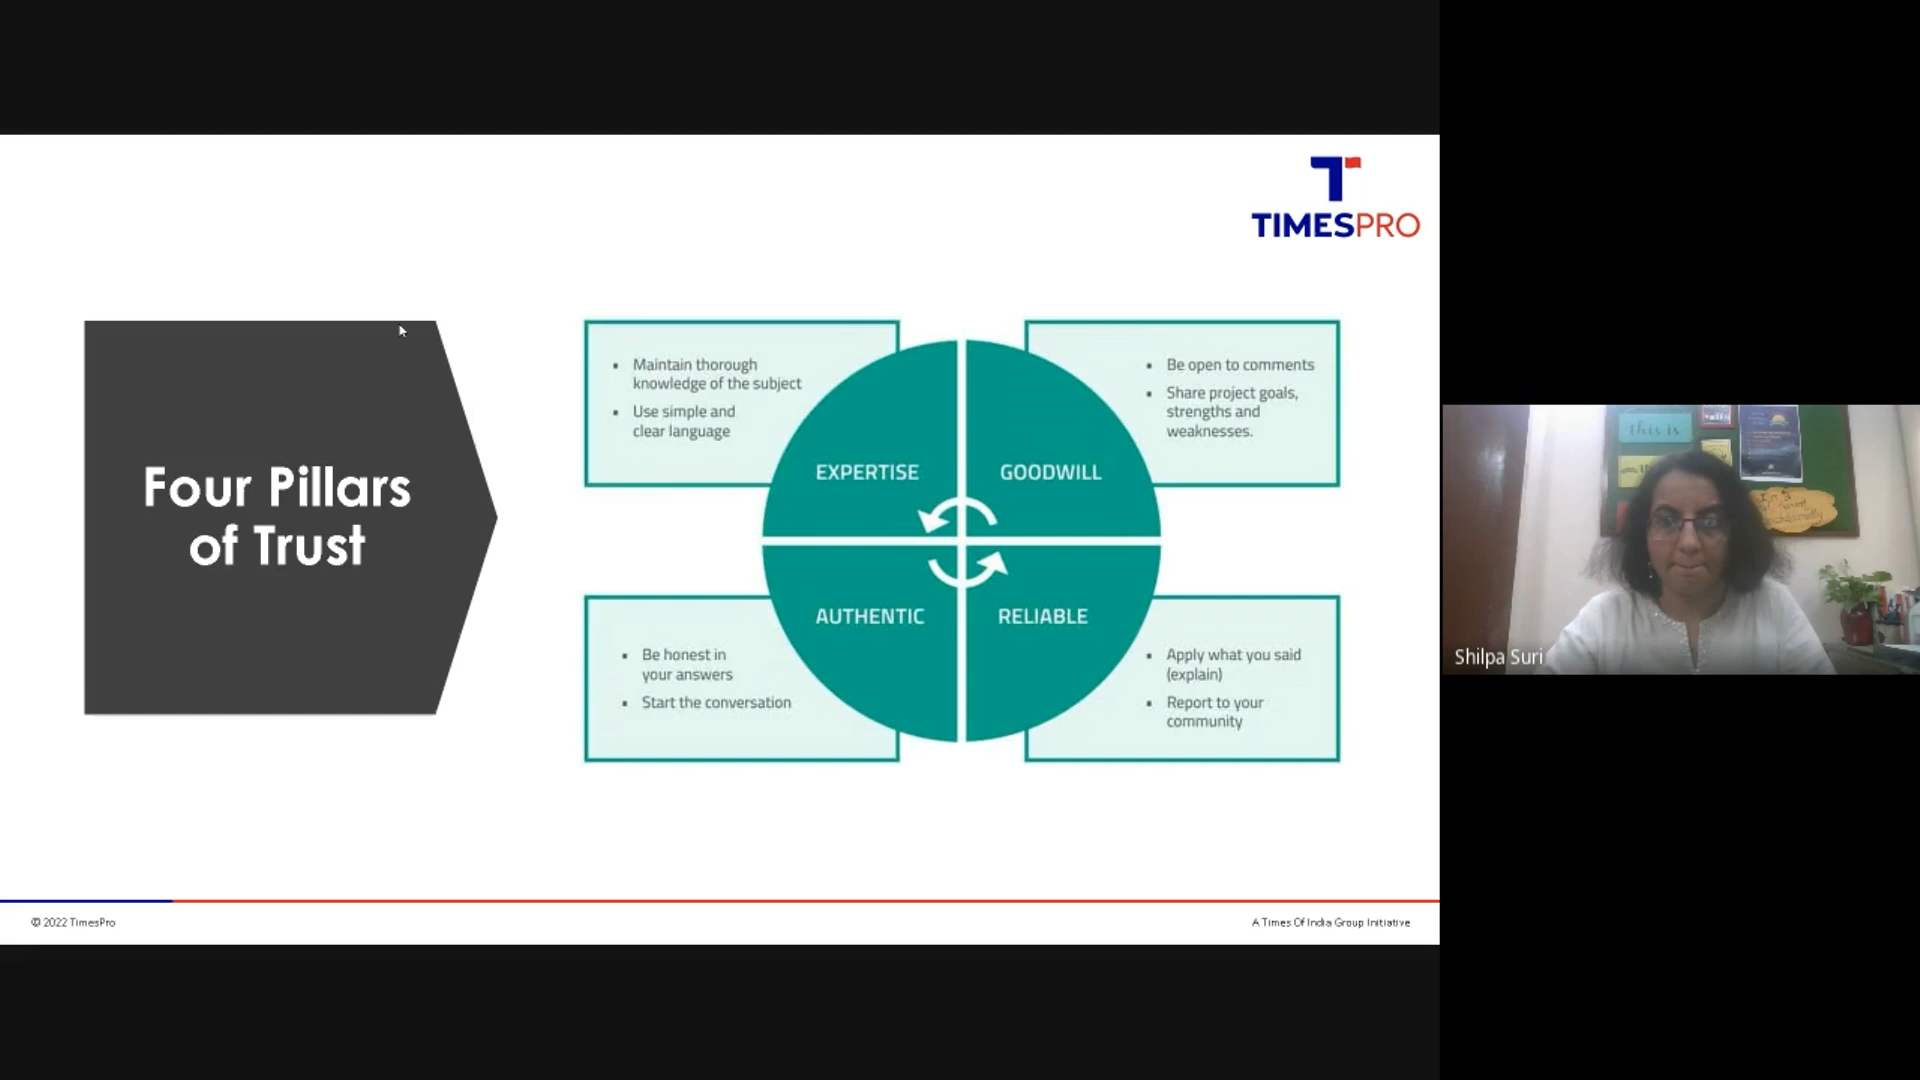 TIMESPRO
Four Pillars
of Trust
Maintain thorough
knowledge of the subject
Use simple and
clear language
Be open to comments
Share project goals,
strengths and
weaknesses.
EXPERTISE
GOODWILL
AUTHENTIC
RELIABLE
Be honest in
your answers
Start the conversation
Apply what you said
(explain)
Report to your
community
this is
Shilpa Suri
© 2022 TimesPro
A Times Of India Group Initiative